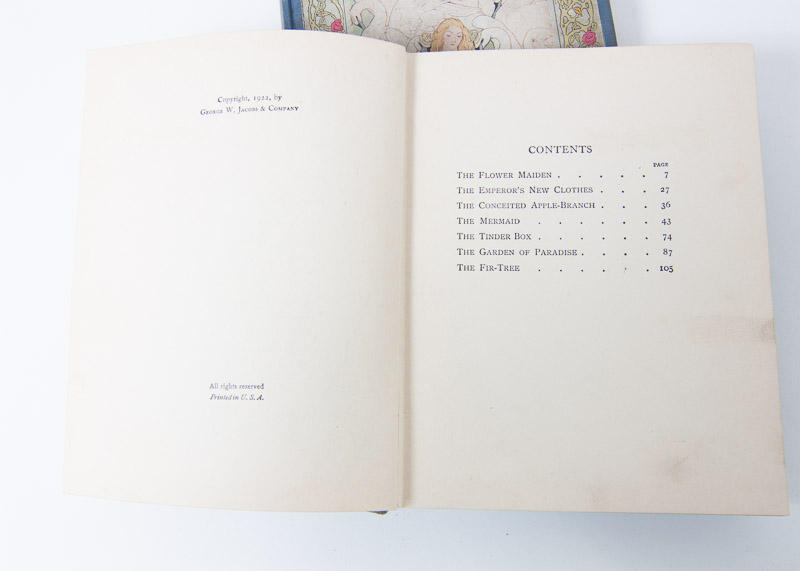 Copyright, 1922, by
George W. Jacobs & Company
All rights reserved
Printed in U. S. A.
CONTENTS
PAGE
The Flower Maiden . . . . . 7
The Emperor's New Clothes . . . 27
The Conceited Apple-Branch . . . 36
The Mermaid . . . . . . 43
The Tinder Box . . . . . . 74
The Garden of Paradise . . . . 87
The Fir-Tree . . . . . . 105